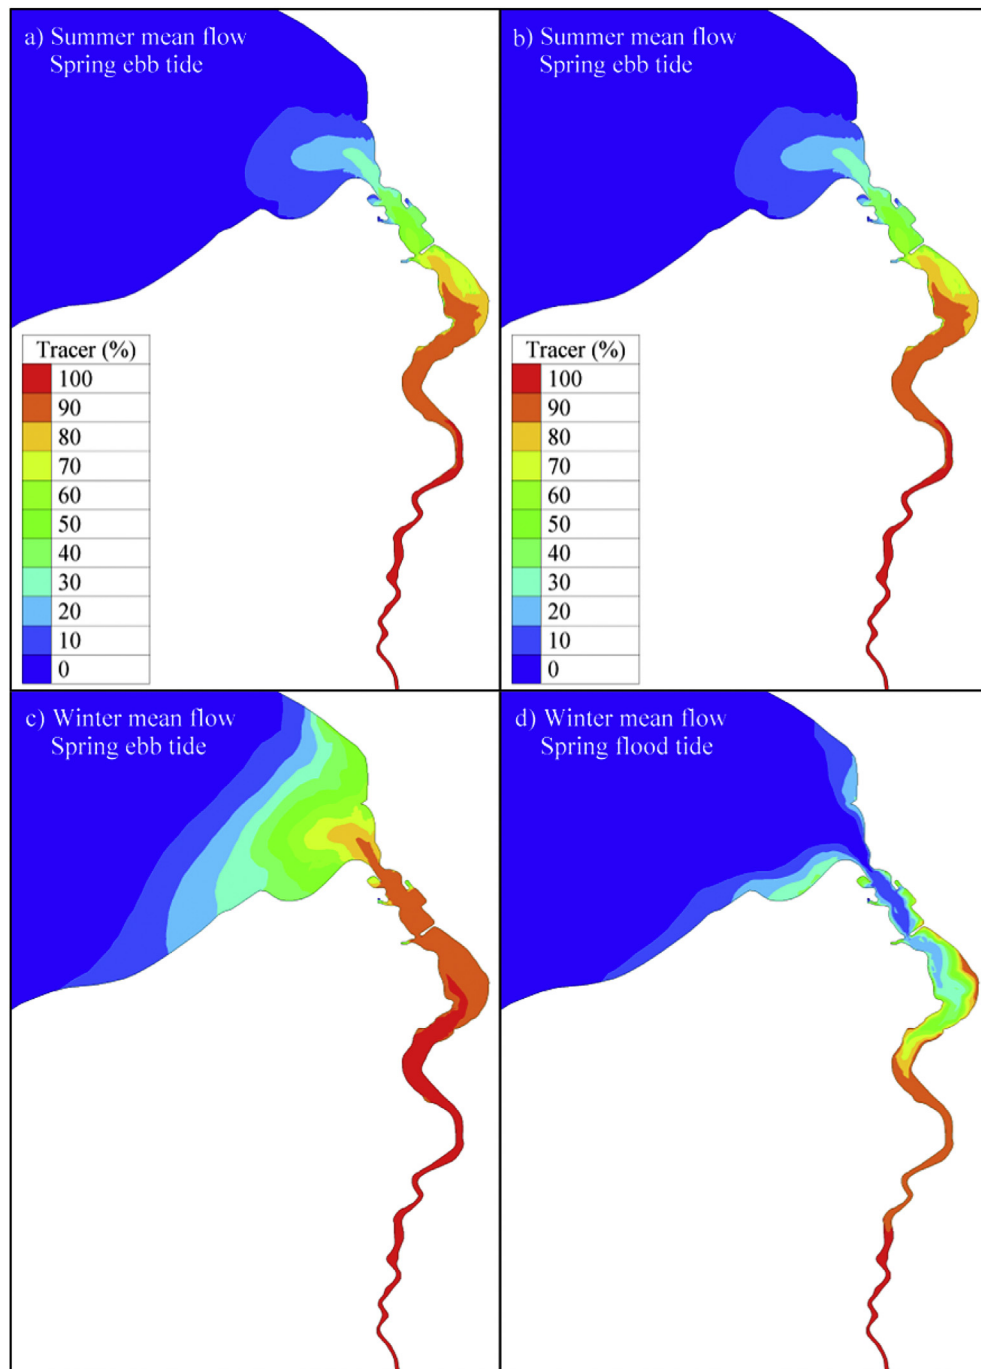 a) Summer mean flow
Spring ebb tide
b) Summer mean flow
Spring ebb tide
Tracer (%)
100
90
80
70
60
50
40
30
20
10
0
Tracer (%)
100
90
80
70
60
50
40
30
20
10
0
c) Winter mean flow
Spring ebb tide
d) Winter mean flow
Spring flood tide